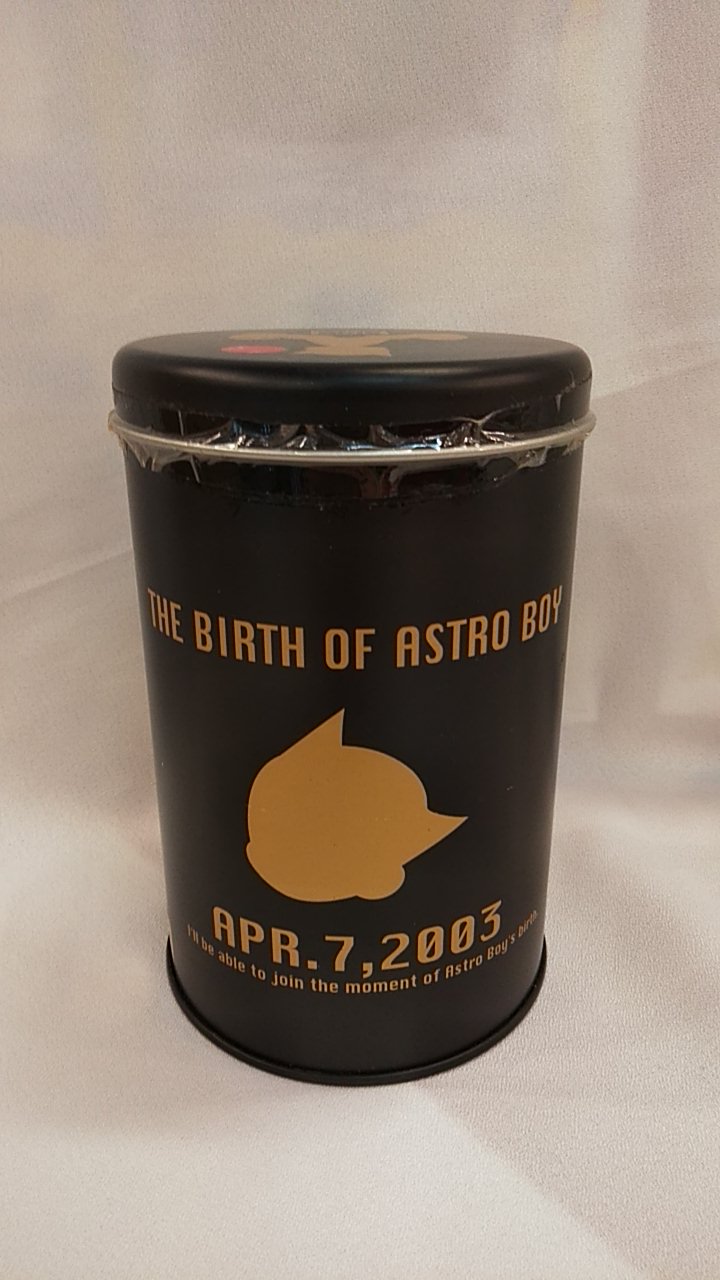 THE BIRTH OF ASTRO BOY
APR.7,2003
I'll be able to join the moment of Astro Boy's birth.